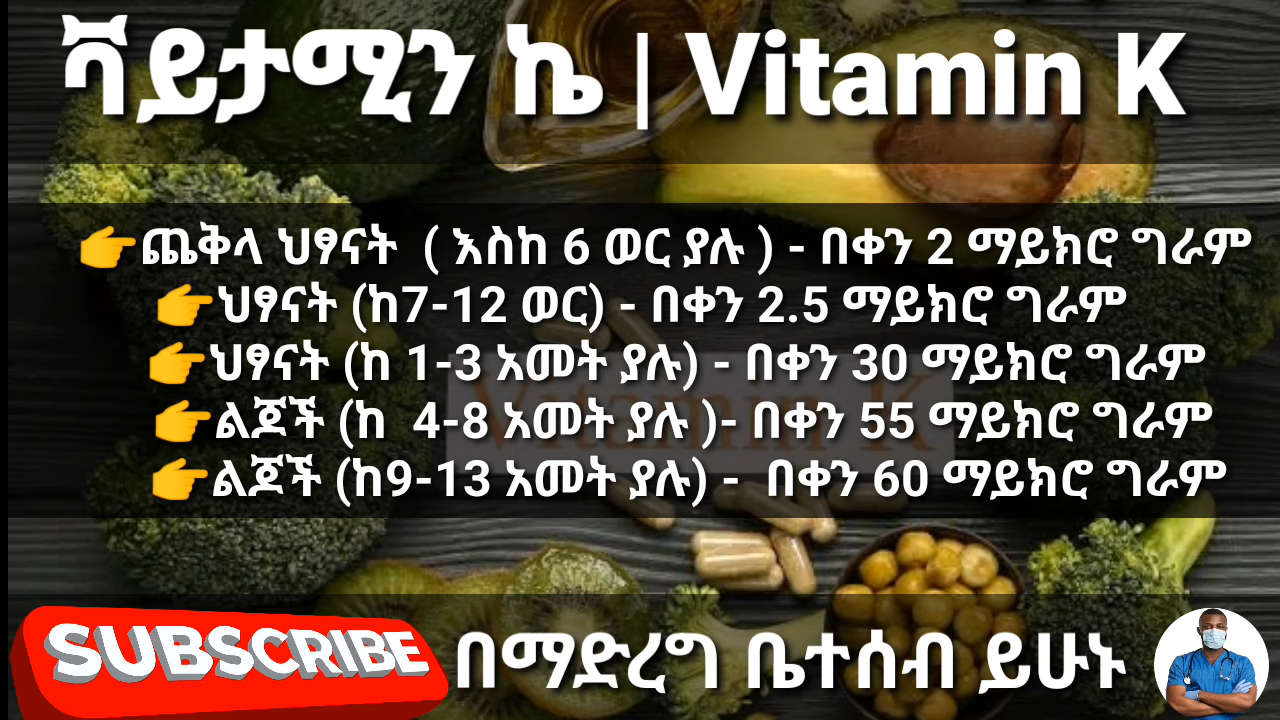 ቫይታሚን ኬ | Vitamin K
👉ጨቅላ ህፃናት ( እስከ 6 ወር ያሉ ) - በቀን 2 ማይክሮ ግራም
👉ህፃናት (ከ7-12 ወር) - በቀን 2.5 ማይክሮ ግራም
👉ህፃናት (ከ 1-3 አመት ያሉ) - በቀን 30 ማይክሮ ግራም
👉ልጆች (ከ 4-8 አመት ያሉ )- በቀን 55 ማይክሮ ግራም
👉ልጆች (ከ9-13 አመት ያሉ) - በቀን 60 ማይክሮ ግራም
Vitamin K
SUBSCRIBE በማድረግ ቤተሰብ ይሁኑ